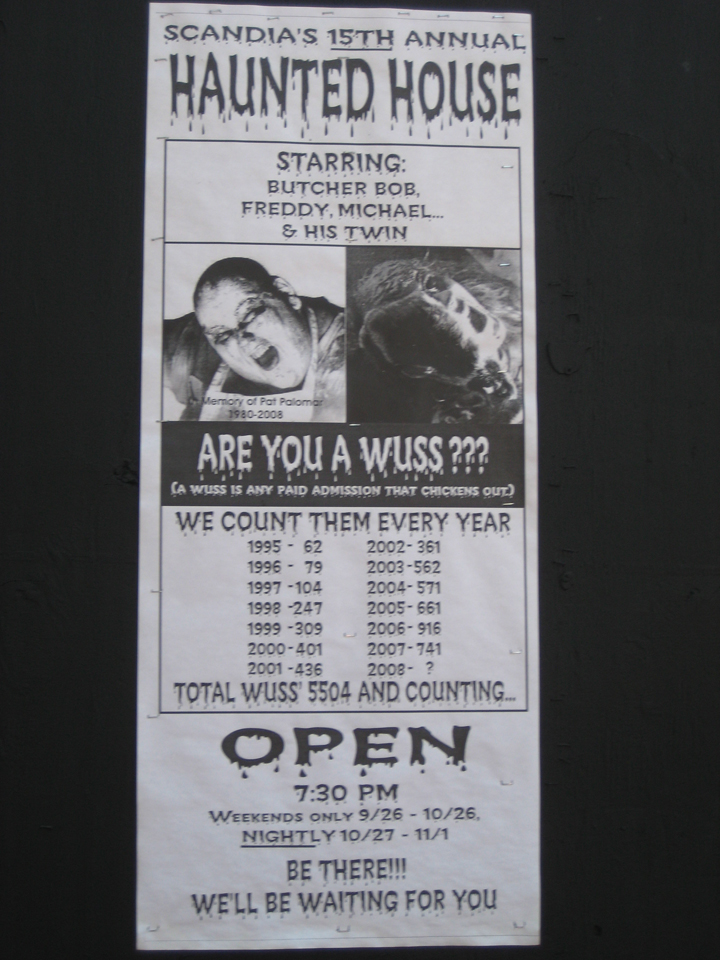 SCANDIA'S 15TH ANNUAL
HAUNTED HOUSE
STARRING:
BUTCHER BOB,
FREDDY, MICHAEL...
& HIS TWIN
Memory of Pat Palomar
1980-2008
ARE YOU A WUSS ???
(A WUSS IS ANY PAID ADMISSION THAT CHICKENS OUT.)
WE COUNT THEM EVERY YEAR
1995 - 62 2002- 361
1996 - 79 2003 -562
1997 -104 2004- 571
1998 -247 2005- 661
1999 -309 2006- 916
2000- 401 2007- 741
2001 -436 2008- ?
TOTAL WUSS' 5504 AND COUNTING...
OPEN
7:30 PM
WEEKENDS ONLY 9/26 - 10/26,
NIGHTLY 10/27 - 11/1
BE THERE!!!
WE'LL BE WAITING FOR YOU